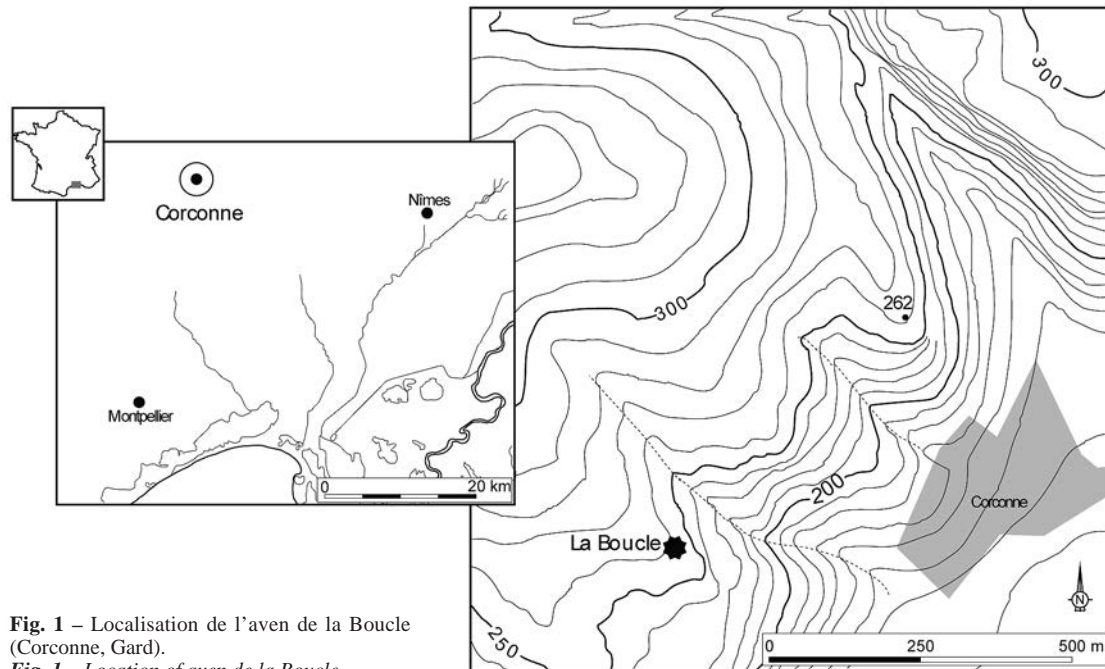 Corconne
Nîmes
Montpellier
0 20 km
300
300
262
200
Corconne
La Boucle
250
N
0 250 500 m
Fig. 1 – Localisation de l'aven de la Boucle
(Corconne, Gard).
Fig. 1 – Location of aven de la Boucle